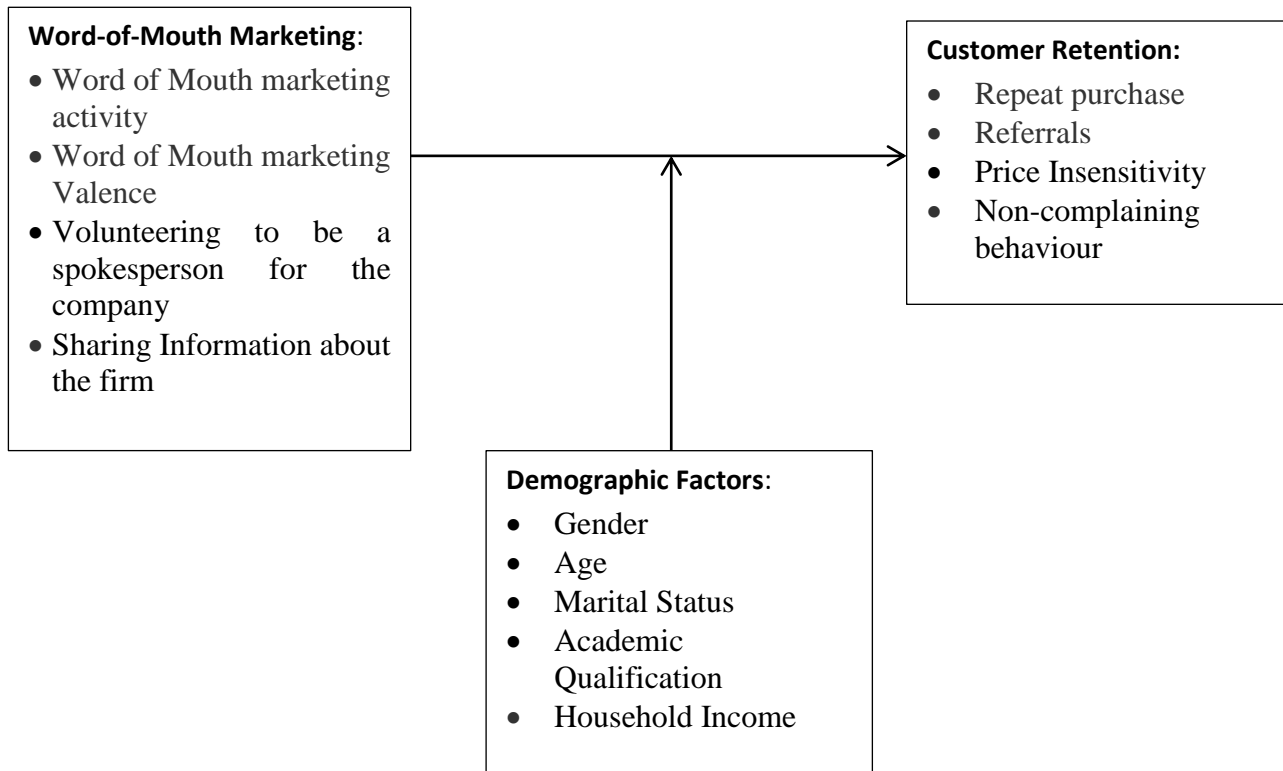 Word-of-Mouth Marketing:
• Word of Mouth marketing
activity
• Word of Mouth marketing
Valence
• Volunteering to be a
spokesperson for the
company
• Sharing Information about
the firm
Customer Retention:
• Repeat purchase
• Referrals
• Price Insensitivity
• Non-complaining
behaviour
Demographic Factors:
• Gender
• Age
• Marital Status
• Academic
Qualification
• Household Income